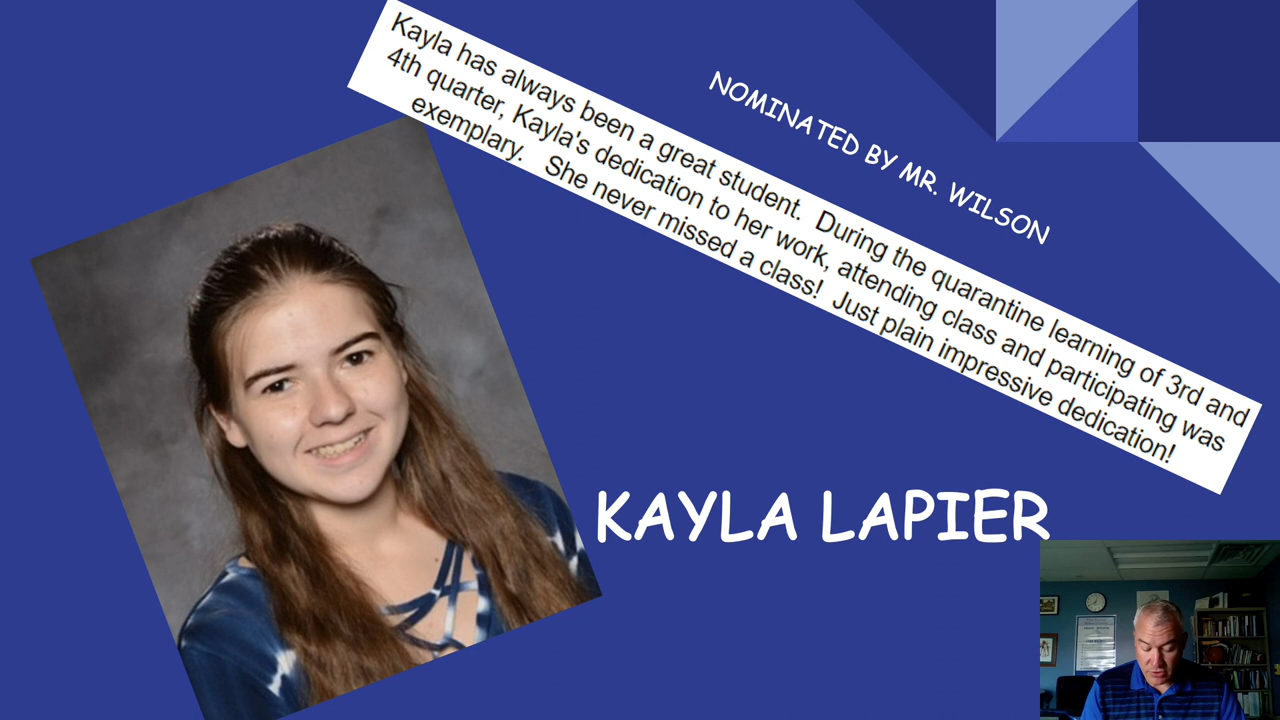 Kayla has always been a great student.  During the quarantine learning of 3rd and
4th quarter, Kayla's dedication to her work, attending class and participating was
exemplary.   She never missed a class!  Just plain impressive dedication!
NOMINATED BY MR. WILSON
KAYLA LAPIER